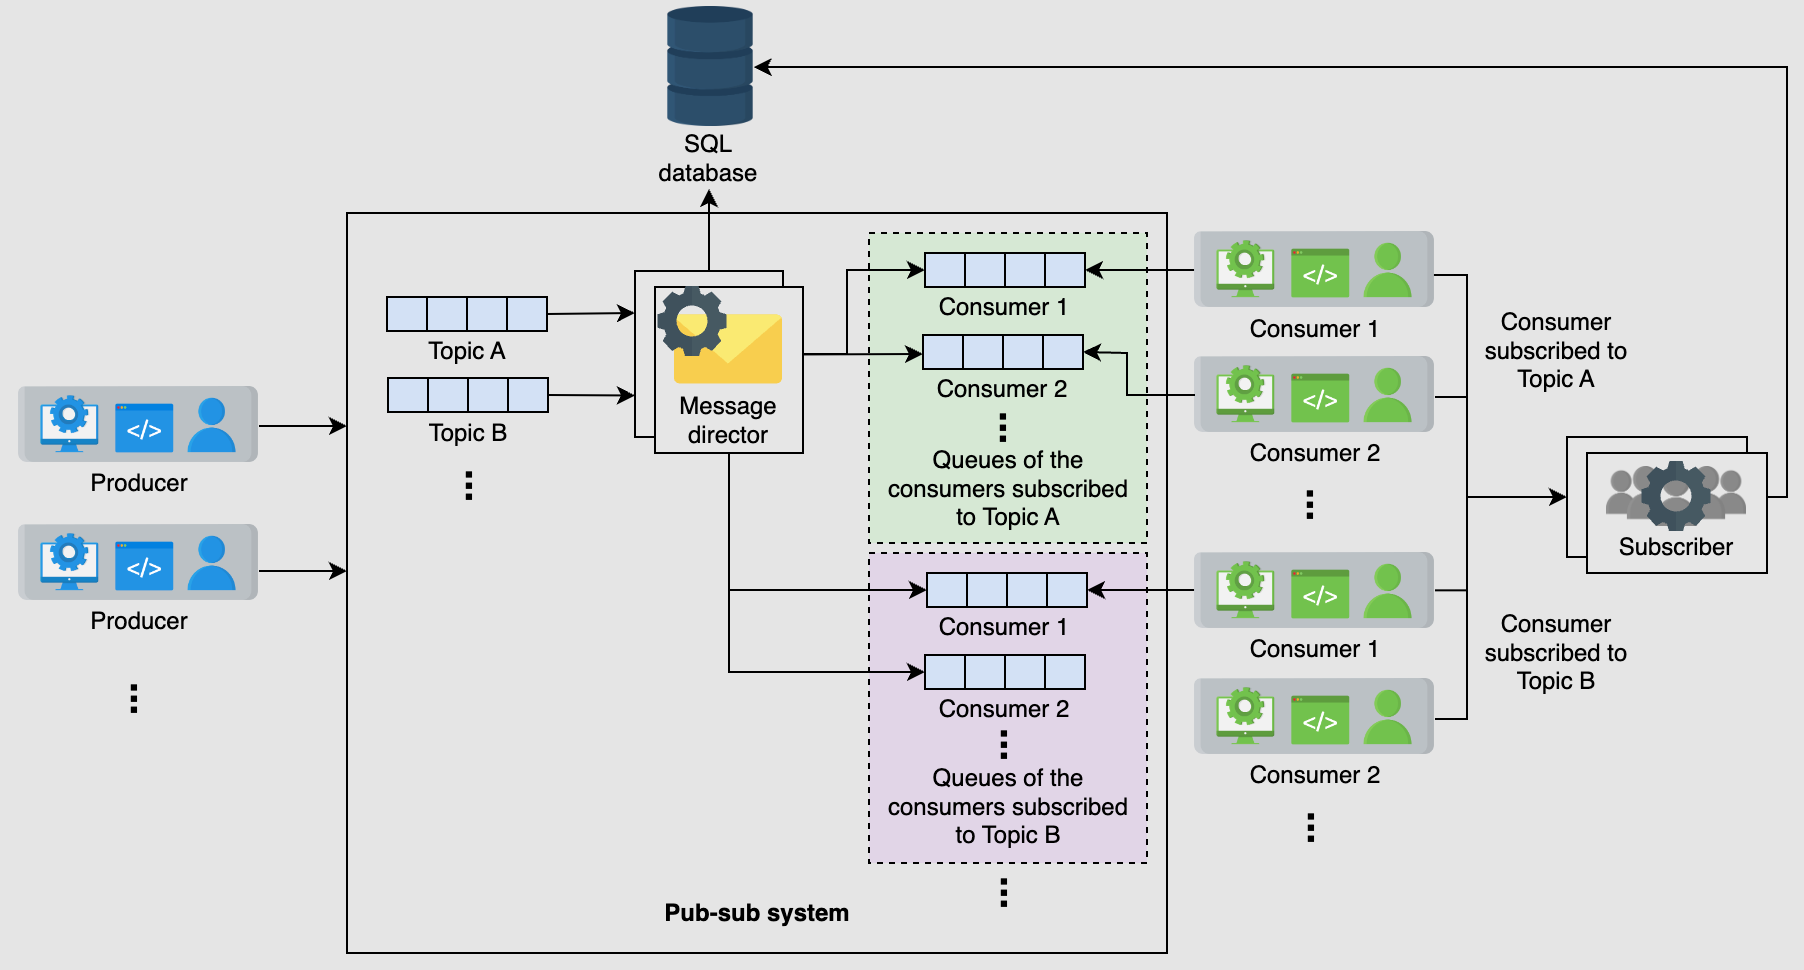 SQL
database
Topic A
Topic B
Message
director
Producer
Producer
Consumer 1
Consumer 2
Queues of the
consumers subscribed
to Topic A
Consumer 1
Consumer 2
Queues of the
consumers subscribed
to Topic B
Pub-sub system
</>
Consumer 1
</>
Consumer 2
</>
Consumer 1
</>
Consumer 2
</>
</>
Consumer
subscribed to
Topic A
Consumer
subscribed to
Topic B
Subscriber